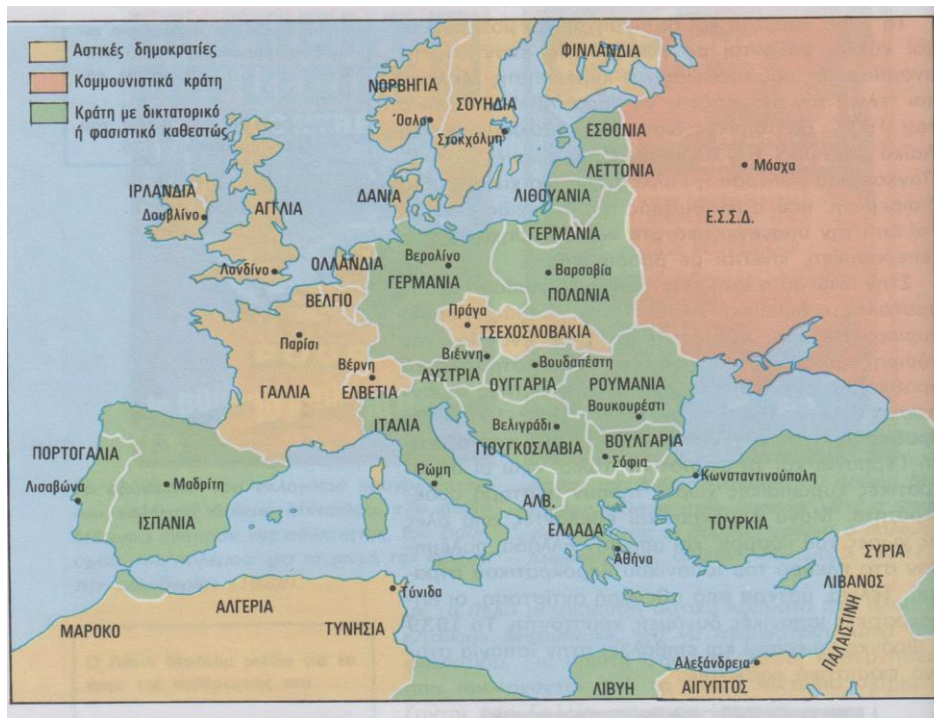 Αστικές δημοκρατίες
Κομμουνιστικά κράτη
Κράτη με δικτατορικό
ή φασιστικό καθεστώς
ΦΙΝΛΑΝΔΙΑ
ΝΟΡΒΗΓΙΑ
ΣΟΥΗΔΙΑ
Όσλο
Στοκχόλμη
ΕΣΘΟΝΙΑ
ΛΕΤΤΟΝΙΑ
Μόσχα
ΙΡΛΑΝΔΙΑ
ΔΑΝΙΑ
ΛΙΘΟΥΑΝΙΑ
Δουβλίνο
ΑΓΓΛΙΑ
Ε.Σ.Σ.Δ.
ΓΕΡΜΑΝΙΑ
Λονδίνο
ΟΛΛΑΝΔΙΑ
Βερολίνο
ΓΕΡΜΑΝΙΑ
Βαρσοβία
ΠΟΛΩΝΙΑ
ΒΕΛΓΙΟ
Πράγα
ΤΣΕΧΟΣΛΟΒΑΚΙΑ
Παρίσι
Βιέννη
Βουδαπέστη
Βέρνη
ΑΥΣΤΡΙΑ
ΟΥΓΓΑΡΙΑ
ΡΟΥΜΑΝΙΑ
ΓΑΛΛΙΑ
ΕΛΒΕΤΙΑ
Βουκουρέστι
ΙΤΑΛΙΑ
Βελιγράδι
ΓΙΟΥΓΚΟΣΛΑΒΙΑ
ΒΟΥΛΓΑΡΙΑ
ΠΟΡΤΟΓΑΛΙΑ
Σόφια
Λισαβώνα
Μαδρίτη
Ρώμη
Κωνσταντινούπολη
ΙΣΠΑΝΙΑ
ΑΛΒ.
ΕΛΛΑΔΑ
ΤΟΥΡΚΙΑ
Αθήνα
ΣΥΡΙΑ
ΛΙΒΑΝΟΣ
Τύνιδα
ΑΛΓΕΡΙΑ
ΜΑΡΟΚΟ
ΤΥΝΗΣΙΑ
ΠΑΛΑΙΣΤΙΝΗ
Αλεξάνδρεια
ΛΙΒΥΗ
ΑΙΓΥΠΤΟΣ